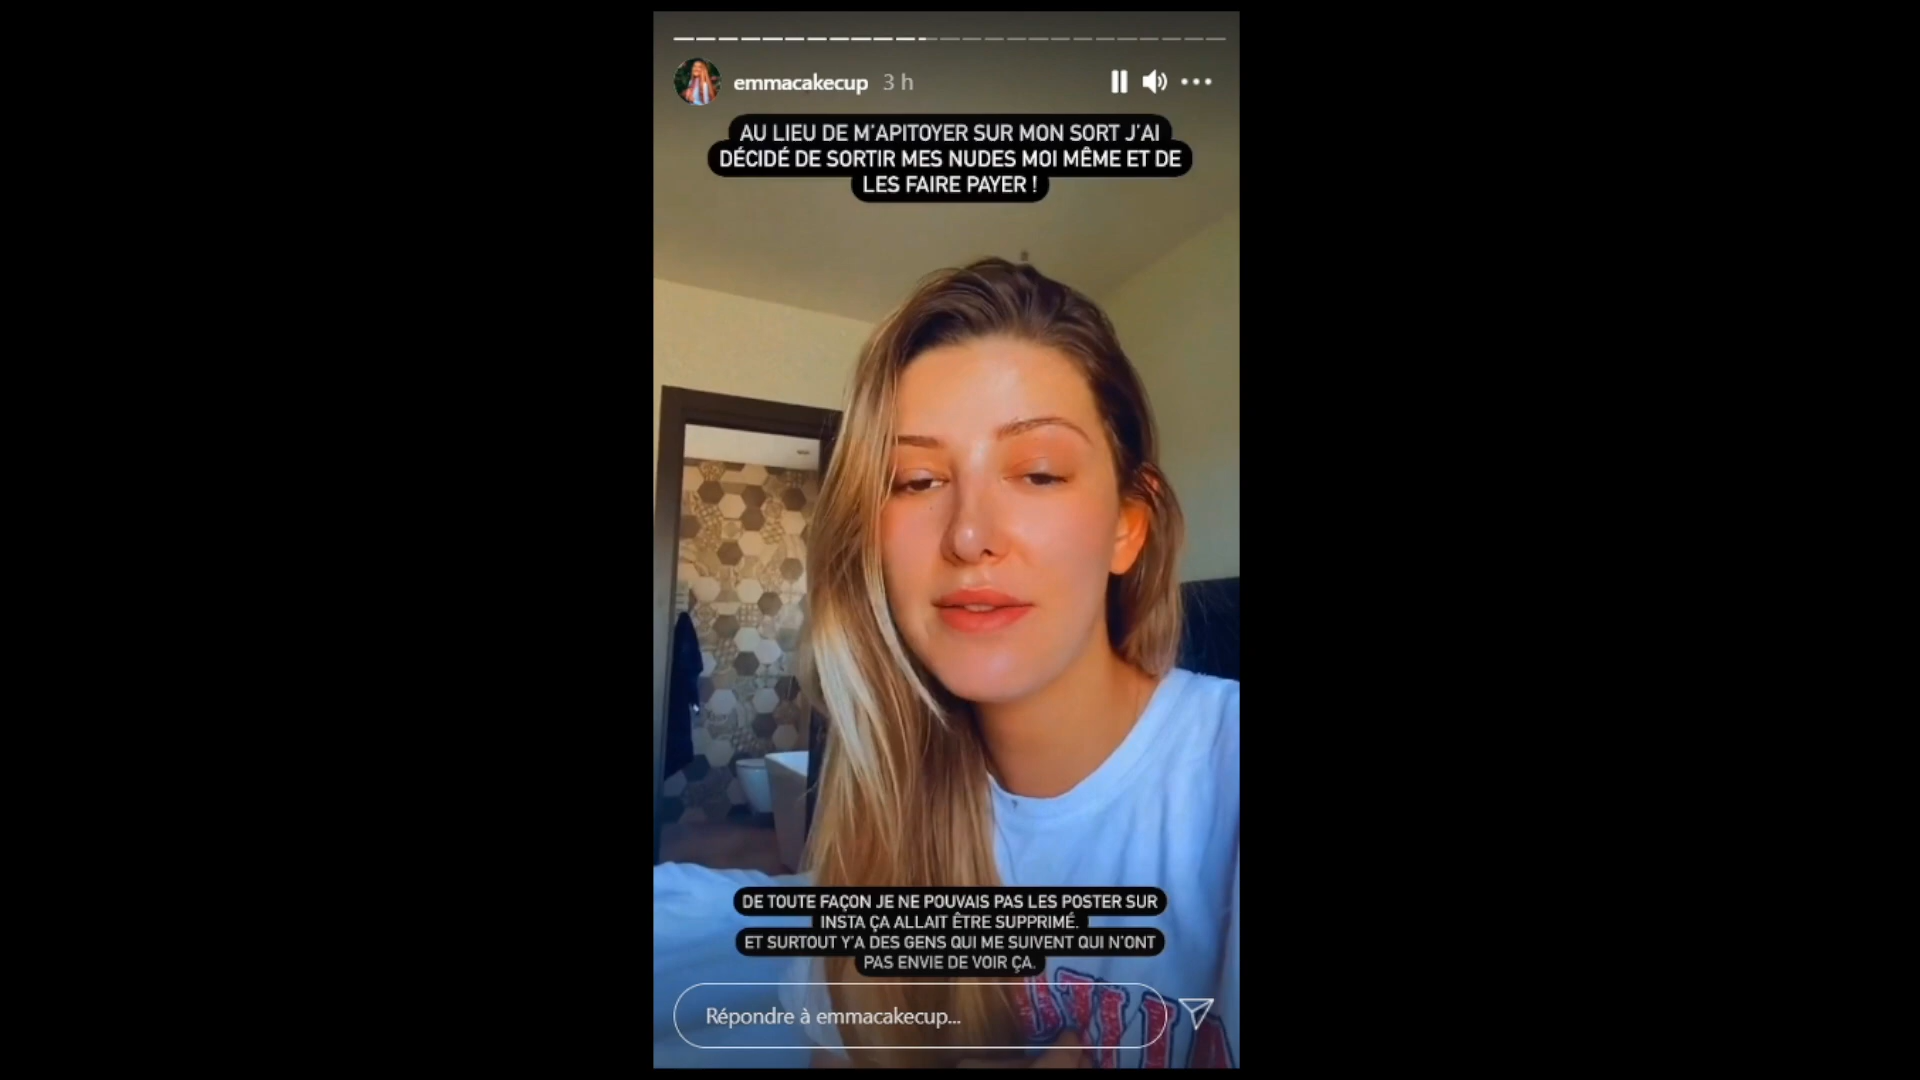 emmacakecup 3 h
AU LIEU DE M'APITOYER SUR MON SORT J'AI
DÉCIDÉ DE SORTIR MES NUDES MOI MÊME ET DE
LES FAIRE PAYER !
DE TOUTE FAÇON JE NE POUVAIS PAS LES POSTER SUR
INSTA ÇA ALLAIT ÊTRE SUPPRIMÉ.
ET SURTOUT Y'A DES GENS QUI ME SUIVENT QUI N'ONT
PAS ENVIE DE VOIR ÇA.
Répondre à emmacakecup...